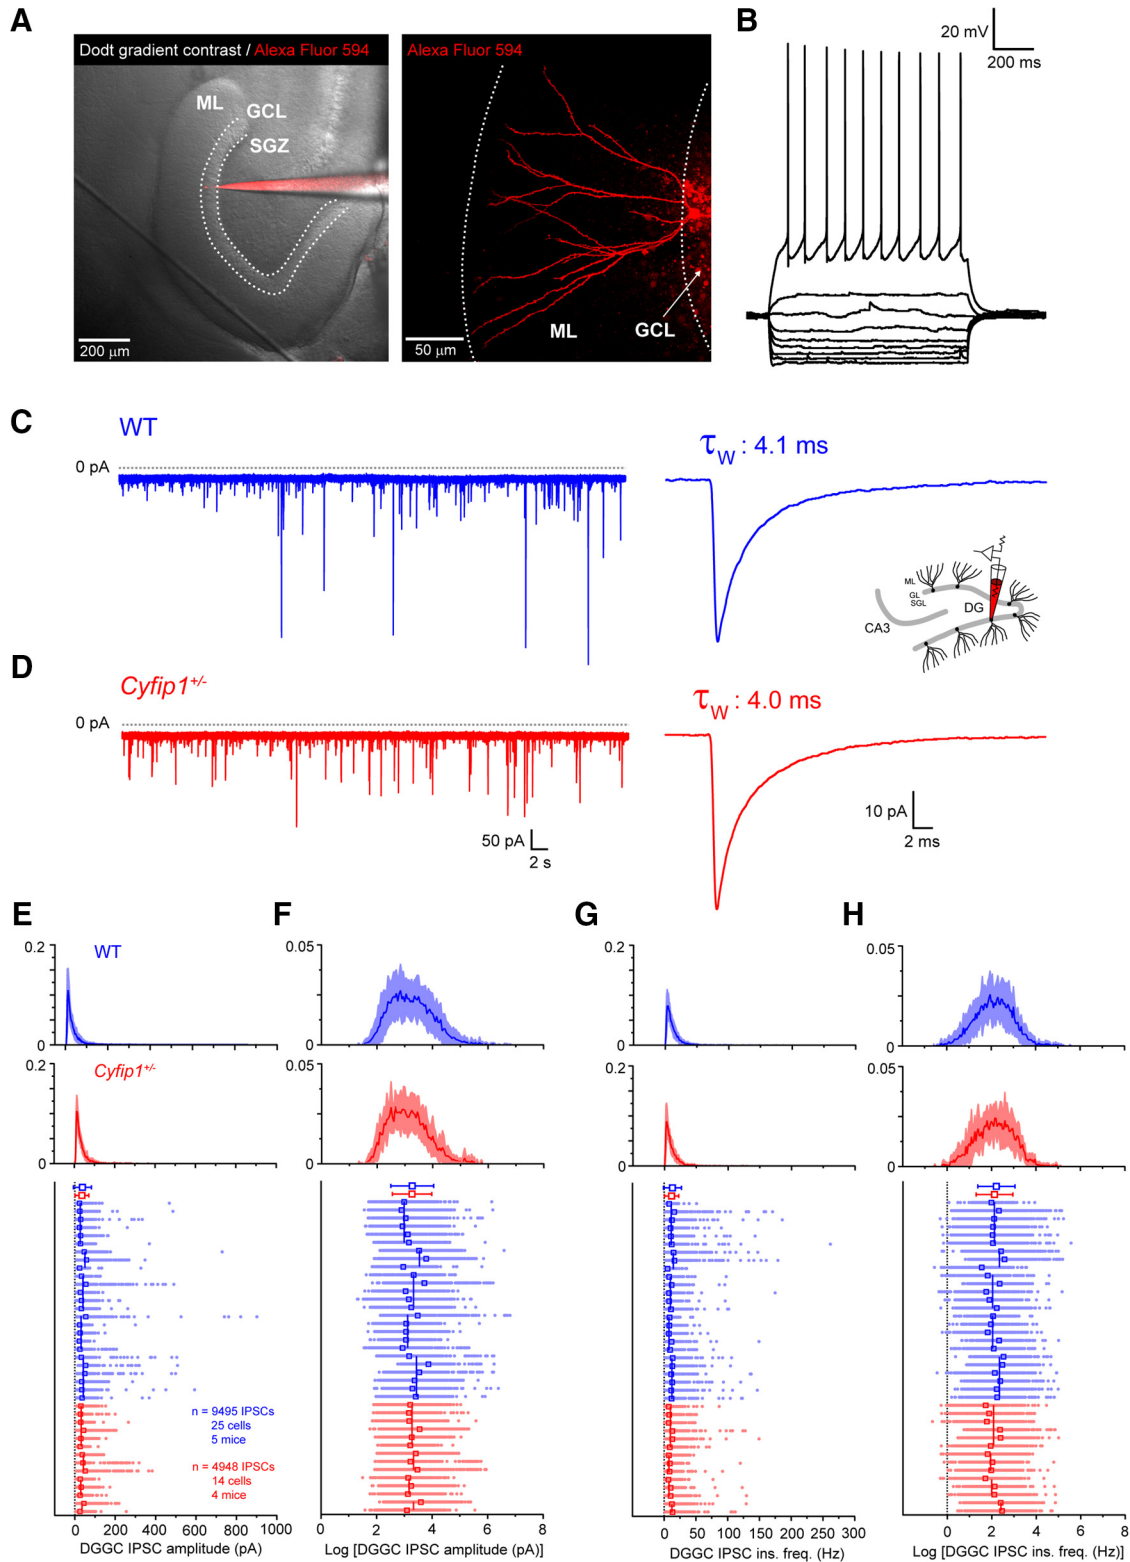 A
Dodt gradient contrast / Alexa Fluor 594
ML
GCL
SGZ
200 µm
Alexa Fluor 594
ML
GCL
50 µm
B
20 mV
200 ms
C
WT
0 pA
τW : 4.1 ms
ML
GL
SGL
DG
CA3
D
Cyfip1+/-
0 pA
τW : 4.0 ms
50 pA
2 s
10 pA
2 ms
E
0.2
WT
0
0.2
Cyfip1+/-
0
n = 9495 IPSCs
25 cells
5 mice
n = 4948 IPSCs
14 cells
4 mice
0 200 400 600 800 1000
DGGC IPSC amplitude (pA)
F
0.05
0
0.05
0
0 2 4 6 8
Log [DGGC IPSC amplitude (pA)]
G
0.2
0
0.2
0
0 50 100 150 200 250 300
DGGC IPSC ins. freq. (Hz)
H
0.05
0
0.05
0
0 2 4 6 8
Log [DGGC IPSC ins. freq. (Hz)]